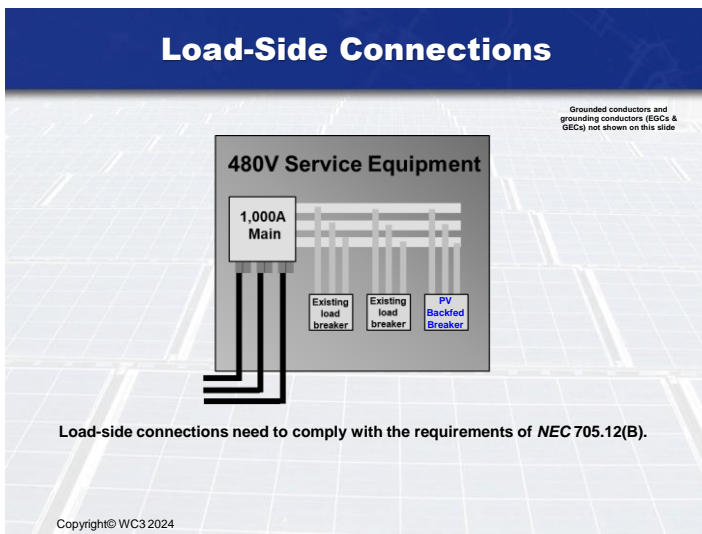 Load-Side Connections
Grounded conductors and
grounding conductors (EGCs &
GECs) not shown on this slide
480V Service Equipment
1,000A
Main
Existing
load
breaker
Existing
load
breaker
PV
Backfed
Breaker
Load-side connections need to comply with the requirements of NEC 705.12(B).
Copyright© WC3 2024